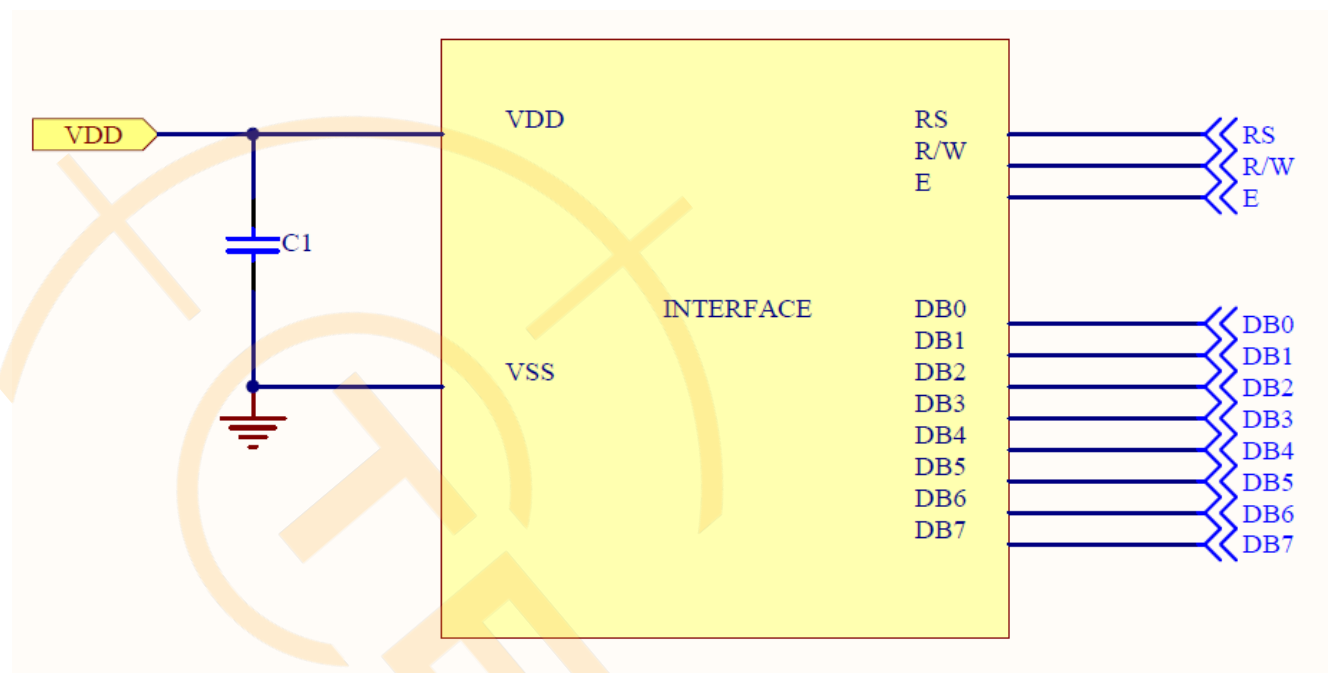 VDD
VDD
C1
VSS
INTERFACE
RS
R/W
E
DB0
DB1
DB2
DB3
DB4
DB5
DB6
DB7
RS
R/W
E
DB0
DB1
DB2
DB3
DB4
DB5
DB6
DB7